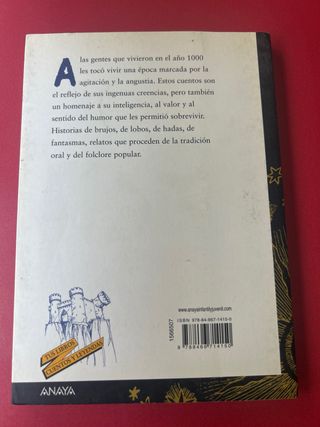 A las gentes que vivieron en el año 1000
les tocó vivir una época marcada por la
agitación y la angustia. Estos cuentos son
el reflejo de sus ingenuas creencias, pero también
un homenaje a su inteligencia, al valor y al
sentido del humor que les permitió sobrevivir.
Historias de brujos, de lobos, de hadas, de
fantasmas, relatos que proceden de la tradición
oral y del folclore popular.
www.anayainfantilyjuvenil.com
ISBN 978-84-667-1415-0
1566507
9 788466 714150
TUS LIBROS
CUENTOS Y LEYENDAS
ANAYA